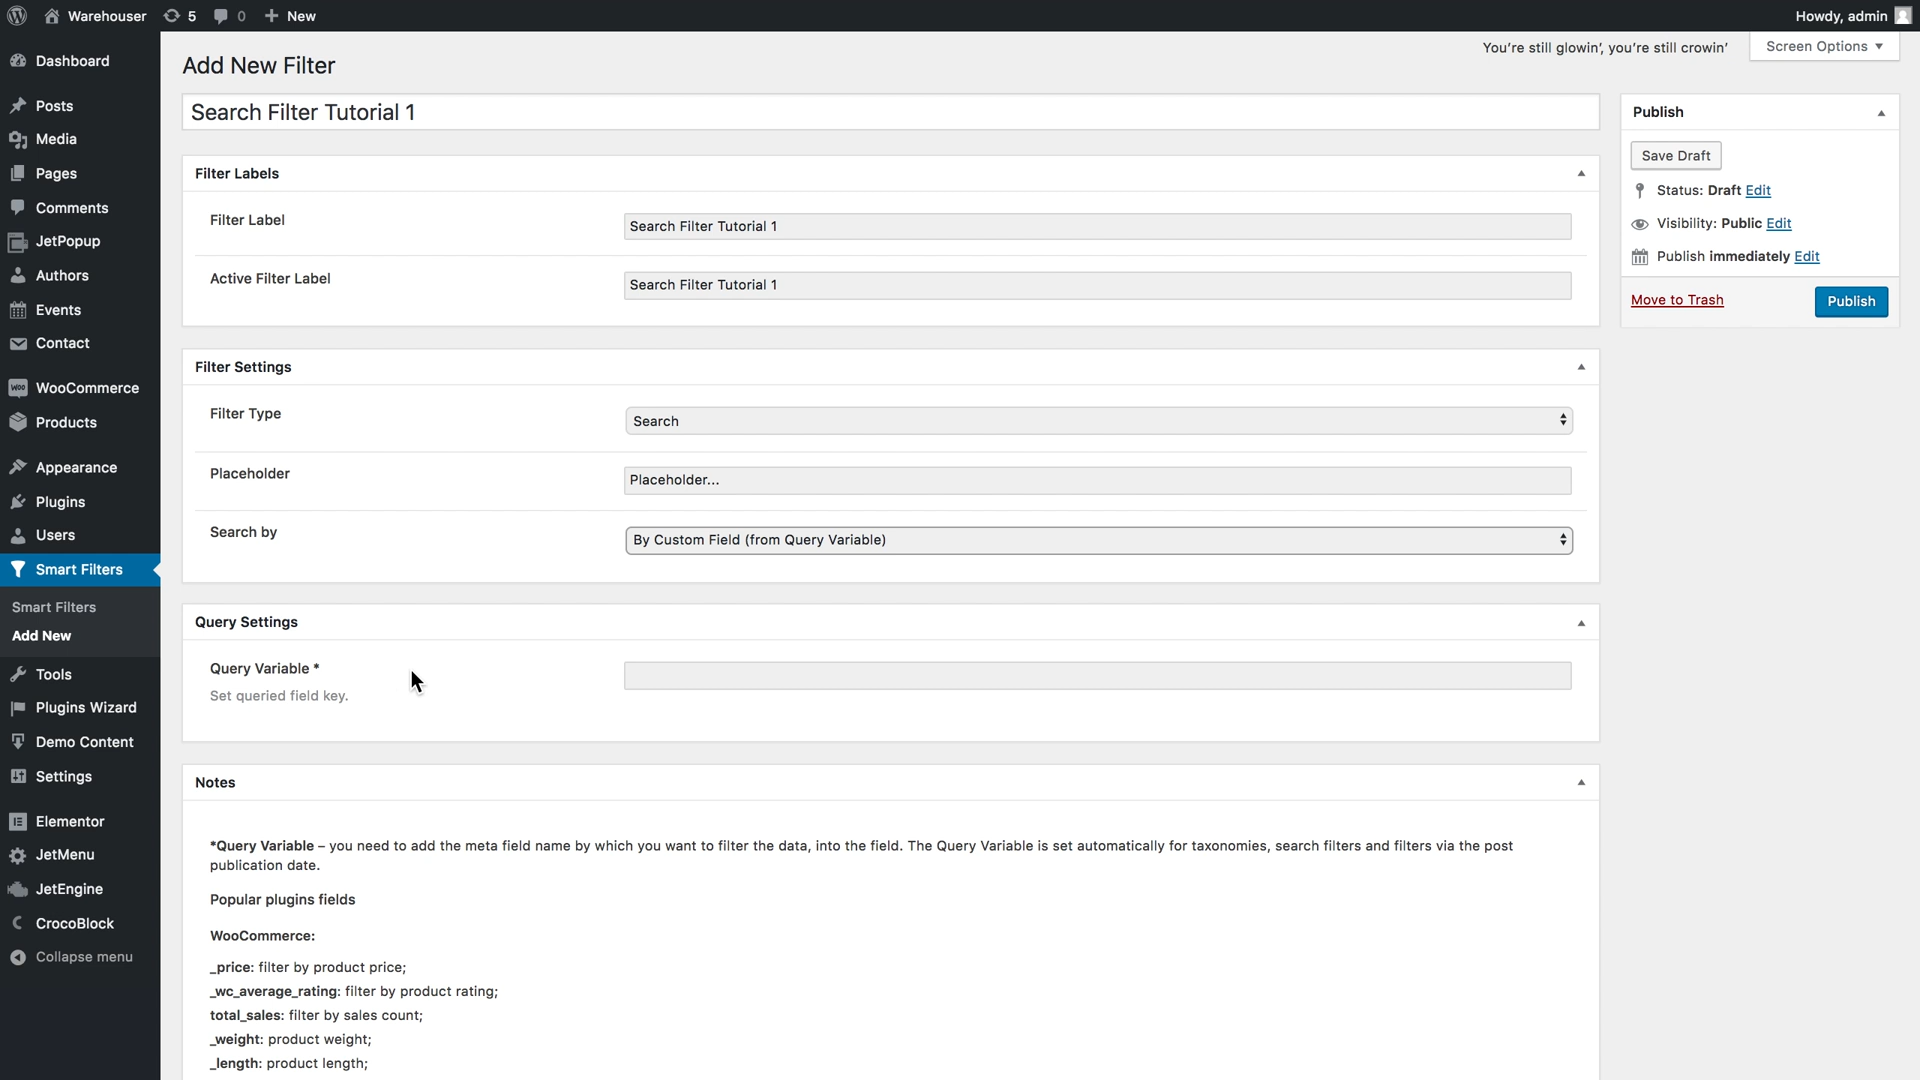 Warehouser 5 0 New Howdy, admin
You're still glowin', you're still crowin' Screen Options
Dashboard
Posts
Media
Pages
Comments
JetPopup
Authors
Events
Contact
WooCommerce
Products
Appearance
Plugins
Users
Smart Filters
Smart Filters
Add New
Tools
Plugins Wizard
Demo Content
Settings
Elementor
JetMenu
JetEngine
CrocoBlock
Collapse menu
Add New Filter
Search Filter Tutorial 1
Filter Labels
Filter Label Search Filter Tutorial 1
Active Filter Label Search Filter Tutorial 1
Filter Settings
Filter Type Search
Placeholder Placeholder...
Search by By Custom Field (from Query Variable)
Query Settings
Query Variable *
Set queried field key.
Notes
*Query Variable – you need to add the meta field name by which you want to filter the data, into the field. The Query Variable is set automatically for taxonomies, search filters and filters via the post
publication date.
Popular plugins fields
WooCommerce:
_price: filter by product price;
_wc_average_rating: filter by product rating;
total_sales: filter by sales count;
_weight: product weight;
_length: product length;
Publish
Save Draft
Status: Draft Edit
Visibility: Public Edit
Publish immediately Edit
Move to Trash Publish